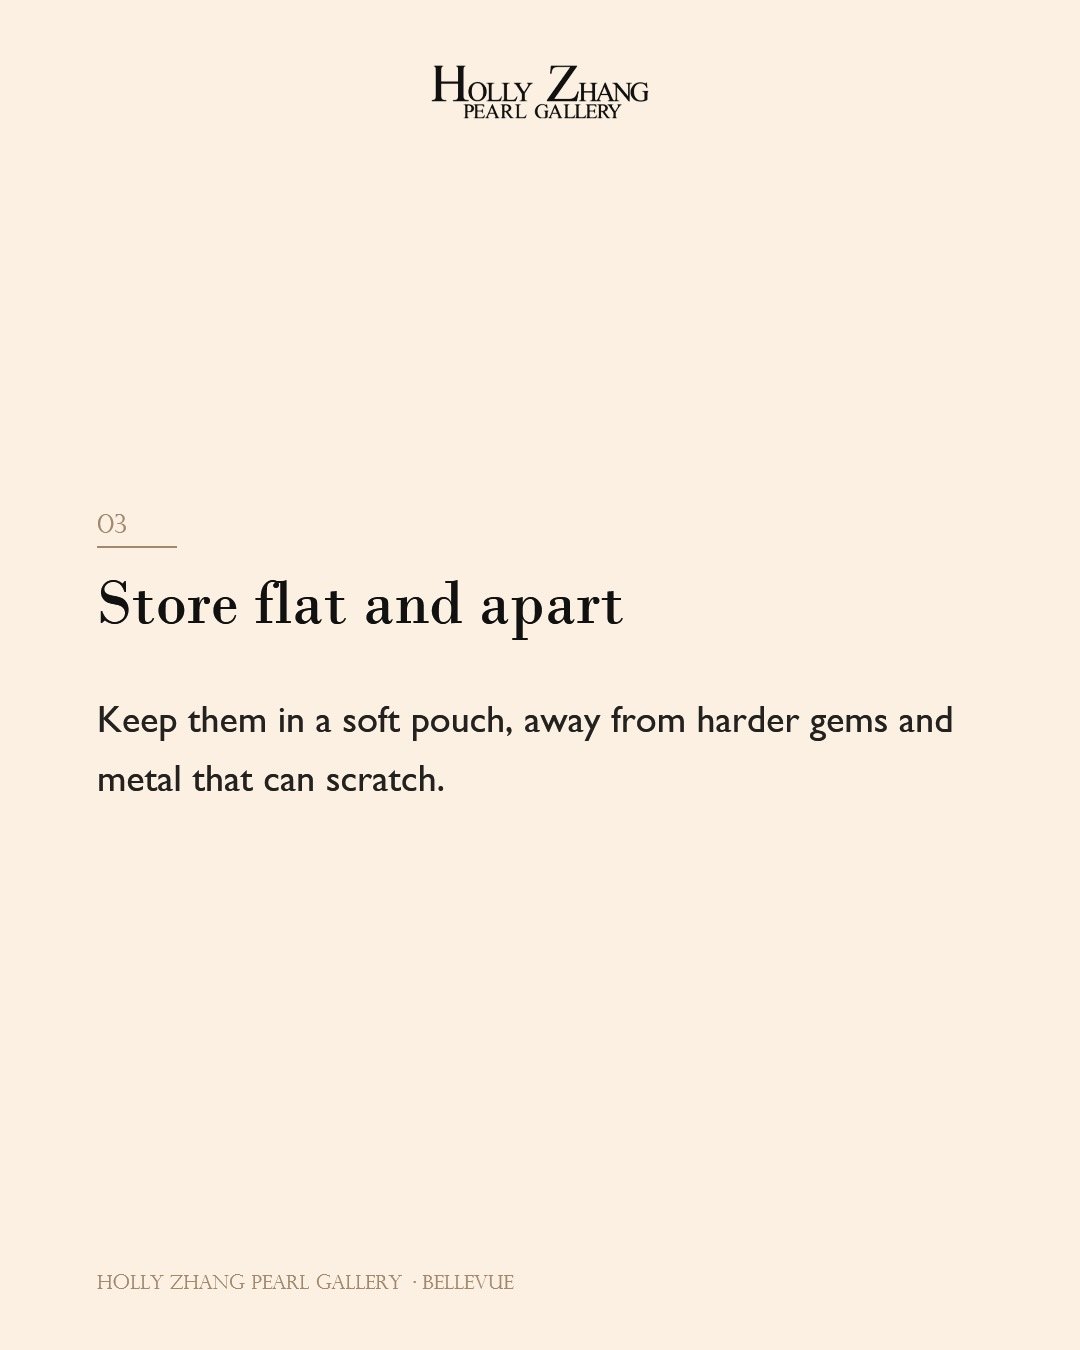 HOLLY ZHANG
PEARL GALLERY
03
Store flat and apart
Keep them in a soft pouch, away from harder gems and
metal that can scratch.
HOLLY ZHANG PEARL GALLERY · BELLEVUE